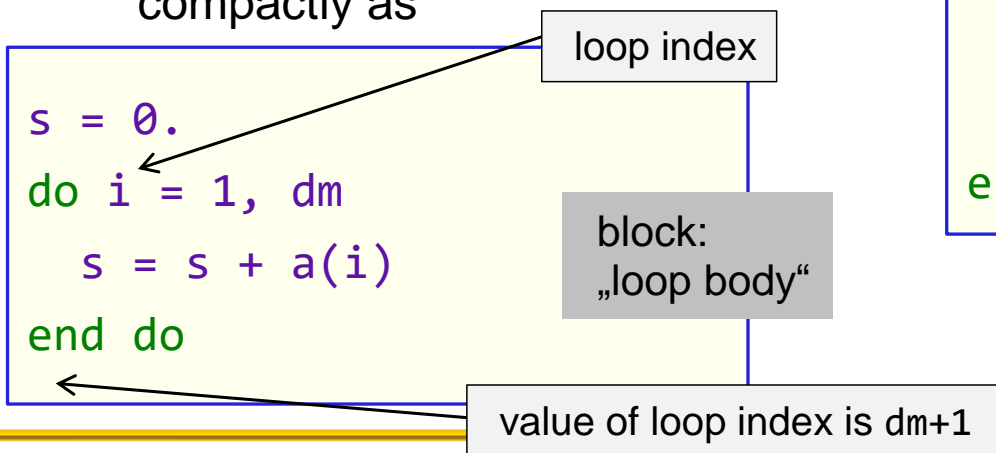 compactly as
loop index
s = 0.
do i = 1, dm
s = s + a(i)
end do
block:
„loop body“
e
value of loop index is dm+1